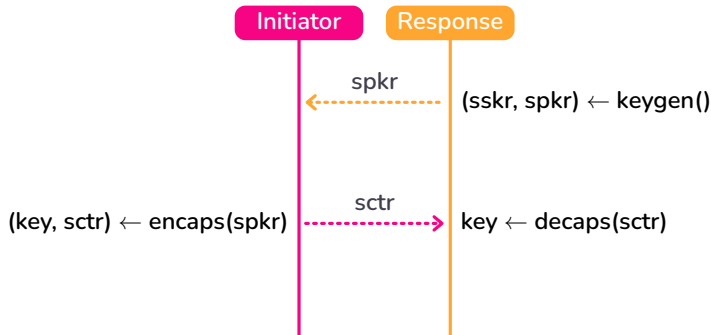 Initiator
Response
spkr
(sskr, spkr) ← keygen()
(key, sctr) ← encaps(spkr)
sctr
key ← decaps(sctr)